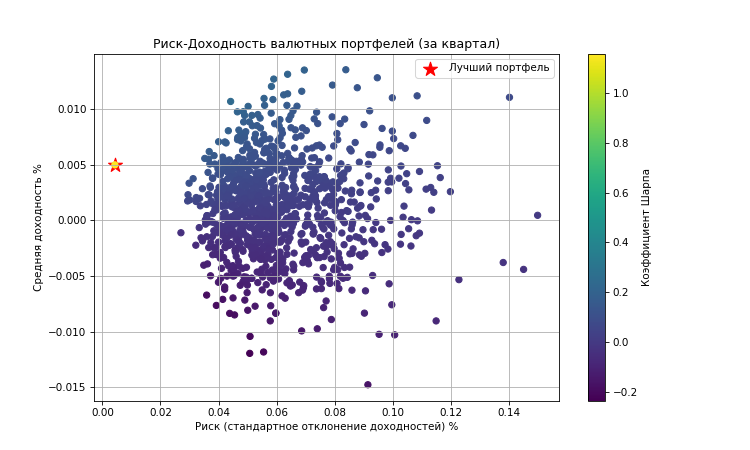 Риск-Доходность валютных портфелей (за квартал)
Лучший портфель
Средняя доходность %
0.010
0.005
0.000
−0.005
−0.010
−0.015
0.00 0.02 0.04 0.06 0.08 0.10 0.12 0.14
Риск (стандартное отклонение доходностей) %
1.0
0.8
0.6
0.4
0.2
0.0
−0.2
Коэффициент Шарпа